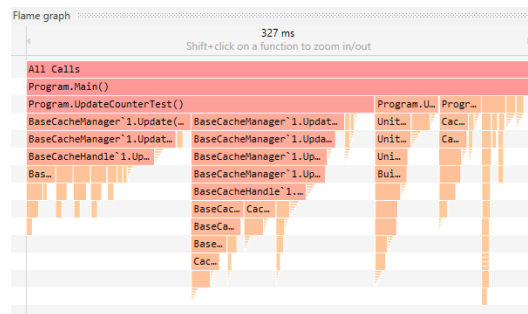 Flame graph
327 ms
Shift+click on a function to zoom in/out
All Calls
Program.Main()
Program.UpdateCounterTest() Program.U… Progr…
BaseCacheManager`1.Update(… BaseCacheManager`1.Updat… Unit… Cac…
BaseCacheManager`1.Updat… BaseCacheManager`1.Upda… Unit… Ca…
BaseCacheHandle`1.Up… BaseCacheManager`1.Up… Uni…
Bas… BaseCacheManager`1.Up… Bui…
BaseCacheHandle`1.…
BaseCac… Cac…
BaseCa…
Base…
Cac…